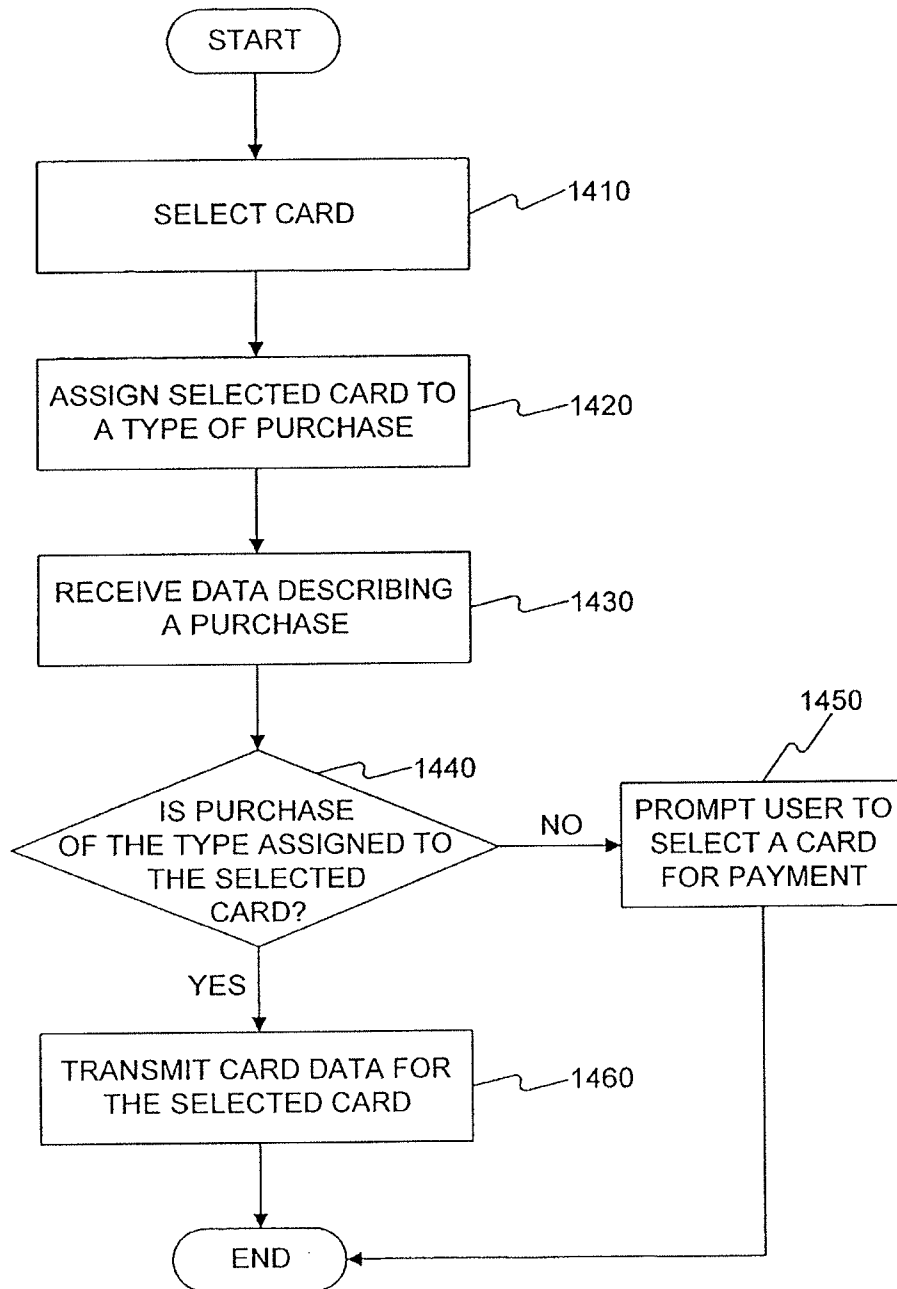 START
SELECT CARD
1410
ASSIGN SELECTED CARD TO
A TYPE OF PURCHASE
1420
RECEIVE DATA DESCRIBING
A PURCHASE
1430
1440
IS PURCHASE
OF THE TYPE ASSIGNED TO
THE SELECTED
CARD?
NO
1450
PROMPT USER TO
SELECT A CARD
FOR PAYMENT
YES
TRANSMIT CARD DATA FOR
THE SELECTED CARD
1460
END